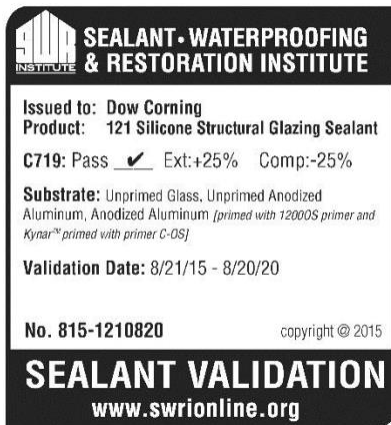 SWR
INSTITUTE
SEALANT • WATERPROOFING
& RESTORATION INSTITUTE
Issued to: Dow Corning
Product: 121 Silicone Structural Glazing Sealant
C719: Pass ✔ Ext:+25% Comp:-25%
Substrate: Unprimed Glass, Unprimed Anodized
Aluminum, Anodized Aluminum [primed with 1200OS primer and
Kynar™ primed with primer C-OS]
Validation Date: 8/21/15 - 8/20/20
No. 815-1210820 copyright @ 2015
SEALANT VALIDATION
www.swrionline.org